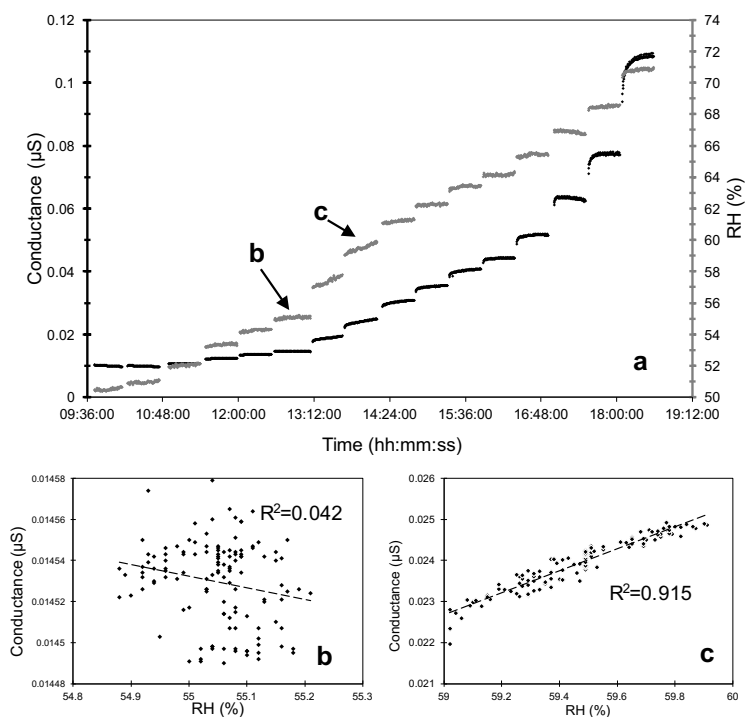 Conductance (µS)
0.12
0.1
0.08
0.06
0.04
0.02
0
RH (%)
74
72
70
68
66
64
62
60
58
56
54
52
50
c
b
a
09:36:00 10:48:00 12:00:00 13:12:00 14:24:00 15:36:00 16:48:00 18:00:00 19:12:00
Time (hh:mm:ss)
Conductance (µS)
0.01458
0.01456
0.01454
0.01452
0.0145
0.01448
R²=0.042
b
54.8 54.9 55 55.1 55.2 55.3
RH (%)
Conductance (µS)
0.026
0.025
0.024
0.023
0.022
0.021
R²=0.915
c
59 59.2 59.4 59.6 59.8 60
RH (%)